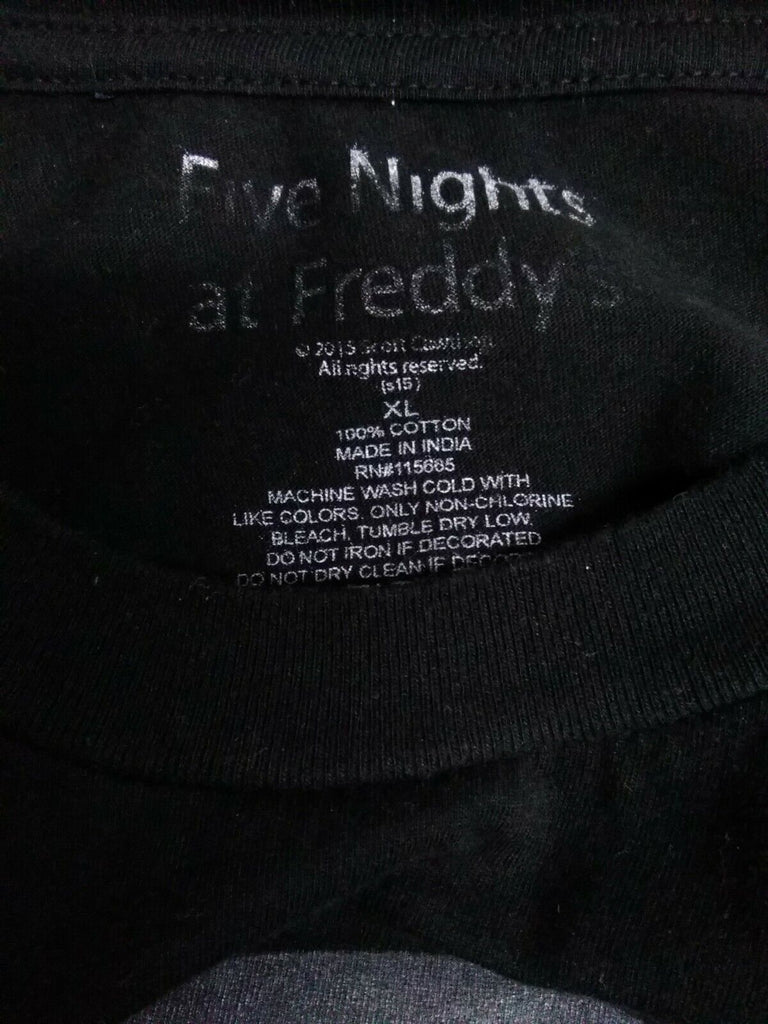 Five Nights
at Freddy's
© 2015 Scott Cawthon
All rights reserved.
(s15)
XL
100% COTTON
MADE IN INDIA
RN#115665
MACHINE WASH COLD WITH
LIKE COLORS. ONLY NON-CHLORINE
BLEACH. TUMBLE DRY LOW.
DO NOT IRON IF DECORATED
DO NOT DRY CLEAN IF